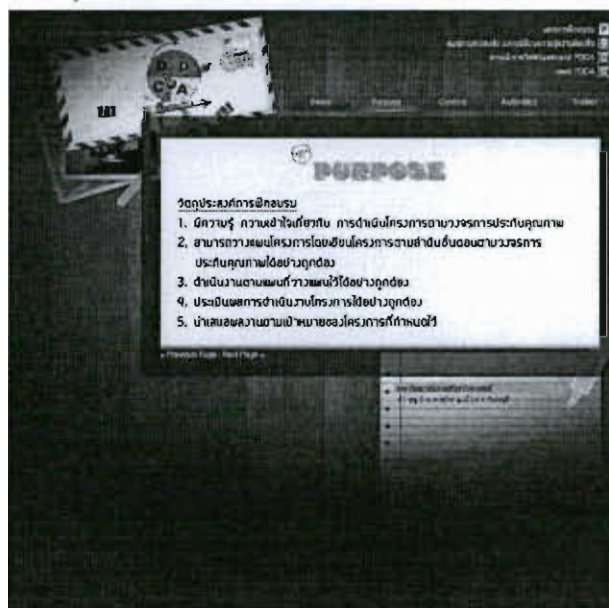 Home Purpose Content Authority
PURPOSE
วัตถุประสงค์การฝึกอบรม
1. มีความรู้ ความเข้าใจเกี่ยวกับ การดำเนินโครงการตามวงจรการประกันคุณภาพ
2. สามารถวางแผนโครงการโดยเขียนโครงการตามลำดับขั้นตอนตามวงจรการ
ประกันคุณภาพได้อย่างถูกต้อง
3. ดำเนินงานตามแผนที่วางแผนไว้ได้อย่างถูกต้อง
4. ประเมินผลการดำเนินงานโครงการได้อย่างถูกต้อง
5. นำเสนอผลงานตามเป้าหมายของโครงการที่กำหนดไว้
« Previous Page | Next Page »